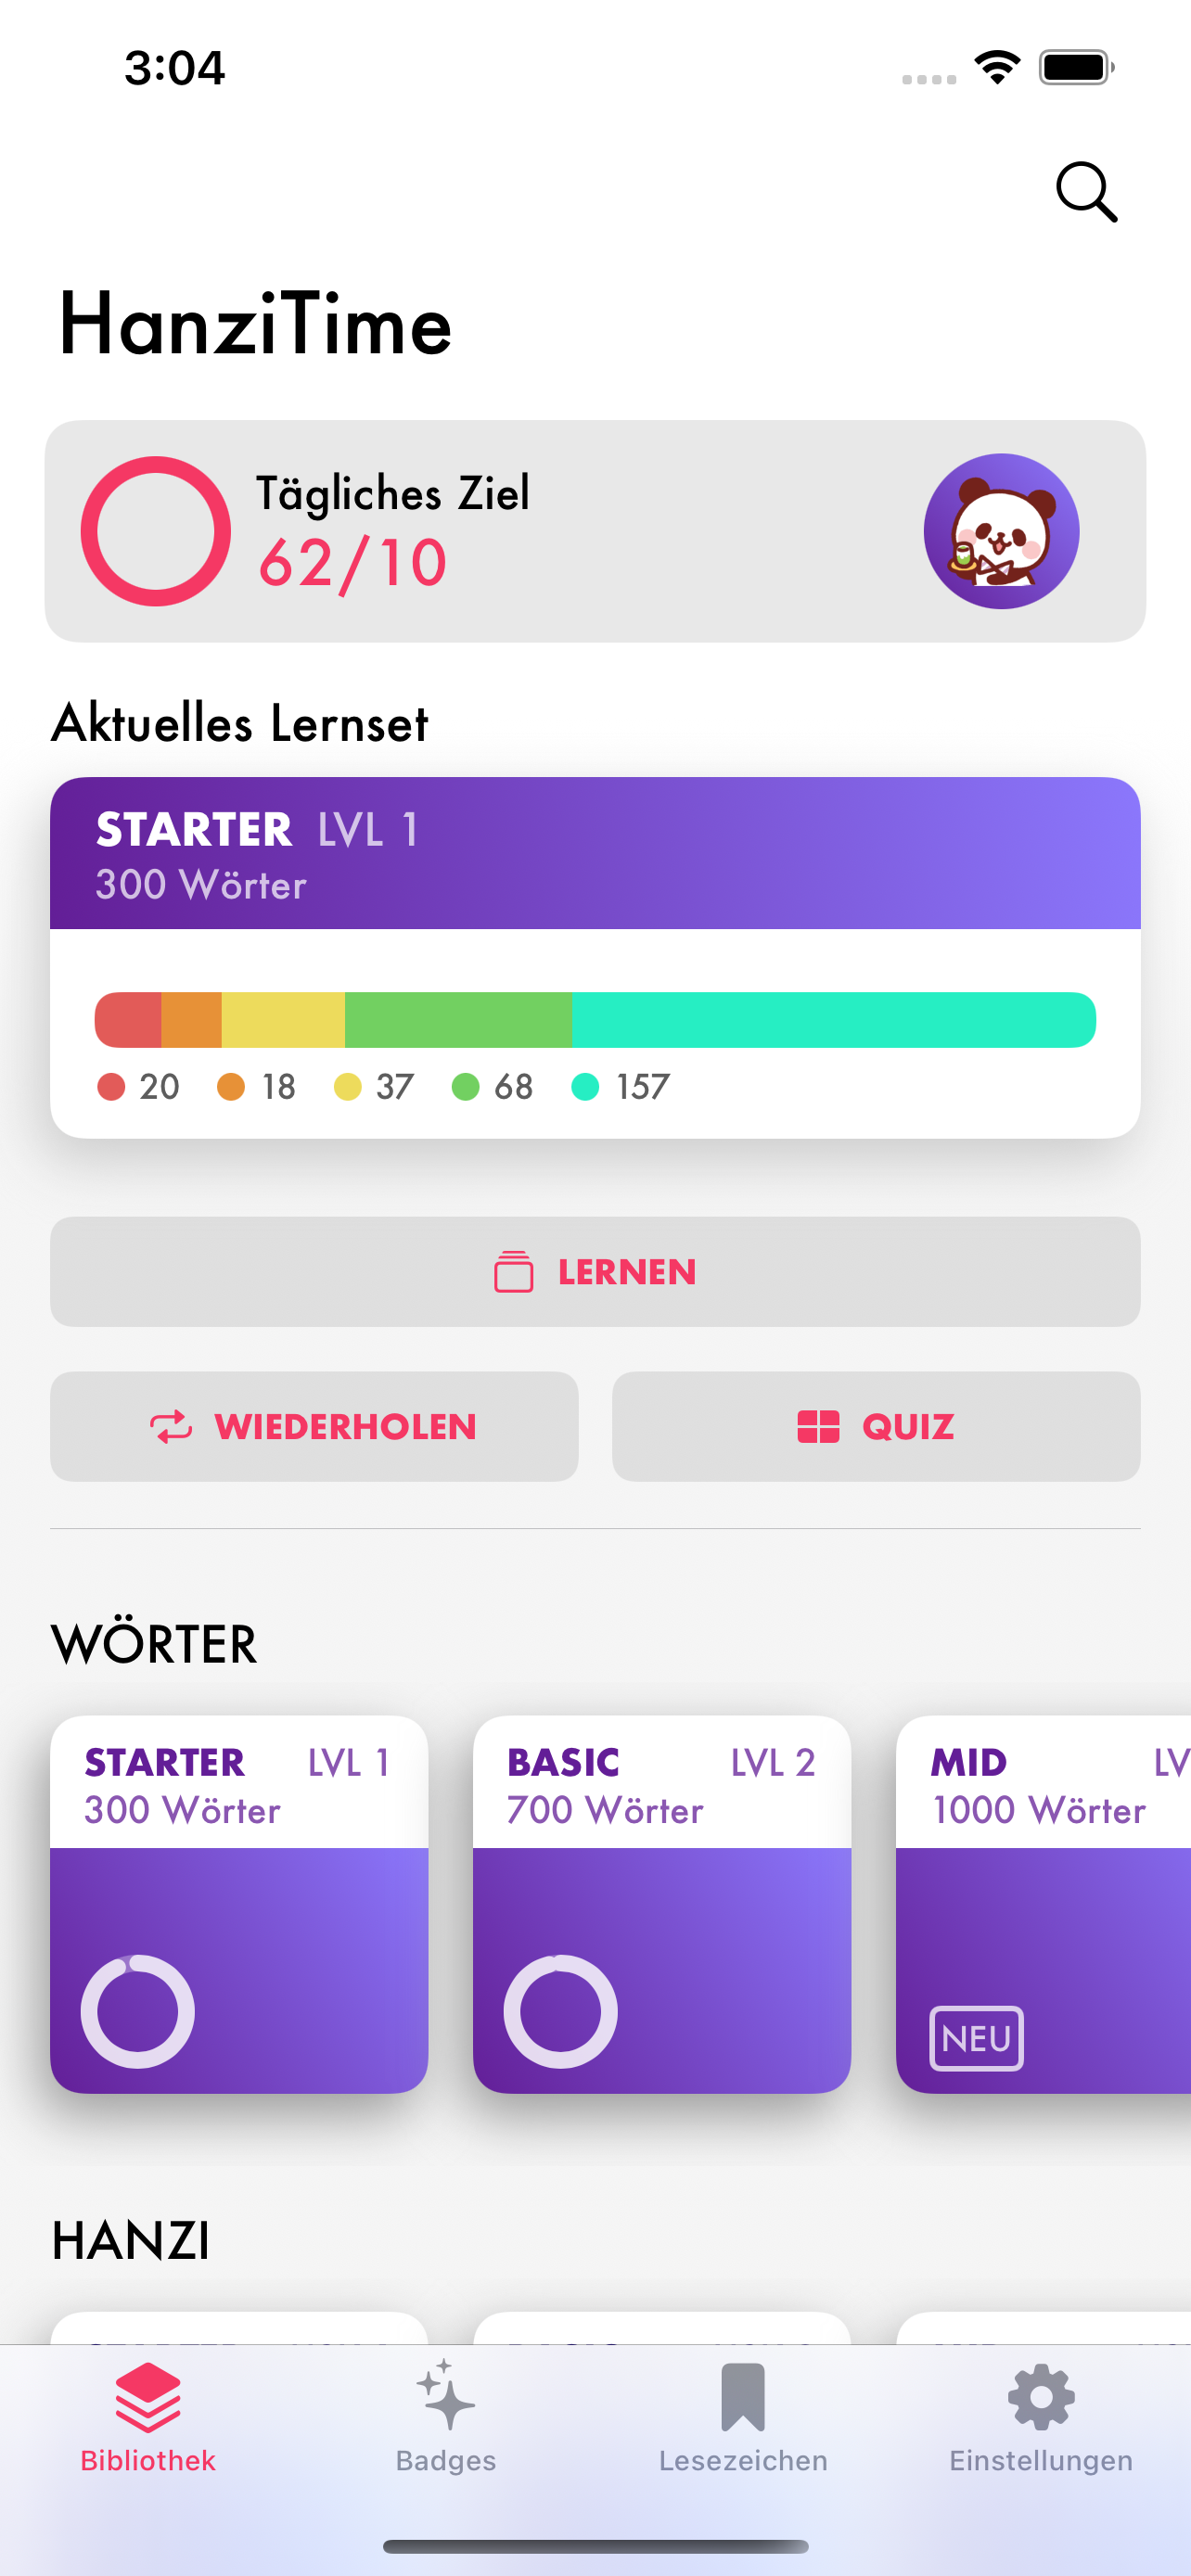 3:04
HanziTime
Tägliches Ziel
62/10
Aktuelles Lernset
STARTER LVL 1
300 Wörter
20 18 37 68 157
LERNEN
WIEDERHOLEN QUIZ
WÖRTER
STARTER LVL 1 BASIC LVL 2 MID LV
300 Wörter 700 Wörter 1000 Wörter
NEU
HANZI
Bibliothek Badges Lesezeichen Einstellungen